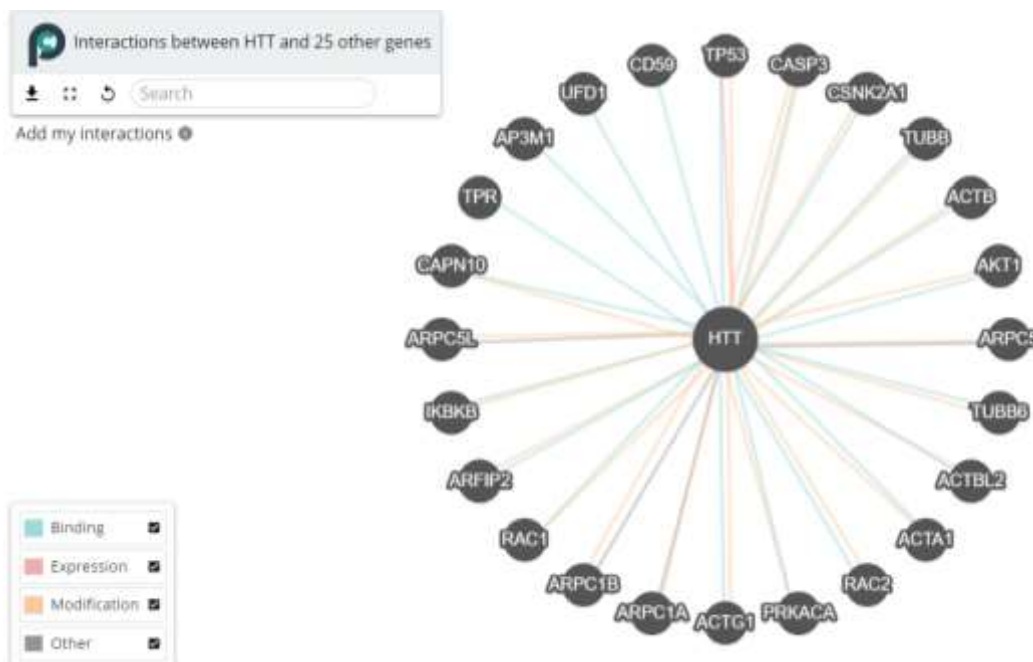 Interactions between HTT and 25 other genes
Search
Add my interactions
TP53
CD59
CASP3
UFD1
CSNK2A1
AP3M1
TUBB
TPR
ACTB
CAPN10
AKT1
ARPC5L
HTT
ARPC5
IKBKB
TUBB6
ARFIP2
ACTBL2
RAC1
ACTA1
ARPC1B
RAC2
ARPC1A
ACTG1
PRKACA
Binding
Expression
Modification
Other